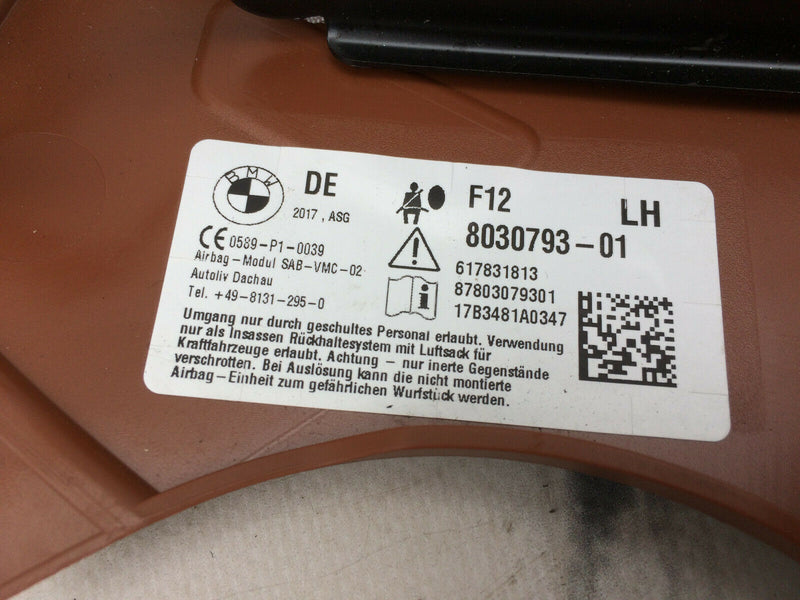 BMW
DE
2017, ASG
CE 0589-P1-0039
Airbag-Modul SAB-VMC-02
Autoliv Dachau
Tel. +49-8131-295-0
F12
LH
8030793-01
617831813
87803079301
17B3481A0347
Umgang nur durch geschultes Personal erlaubt. Verwendung
nur als Insassen Rückhaltesystem mit Luftsack für
Kraftfahrzeuge erlaubt. Achtung - nur inerte Gegenstände
verschrotten. Bei Auslösung kann die nicht montierte
Airbag-Einheit zum gefährlichen Wurfstück werden.